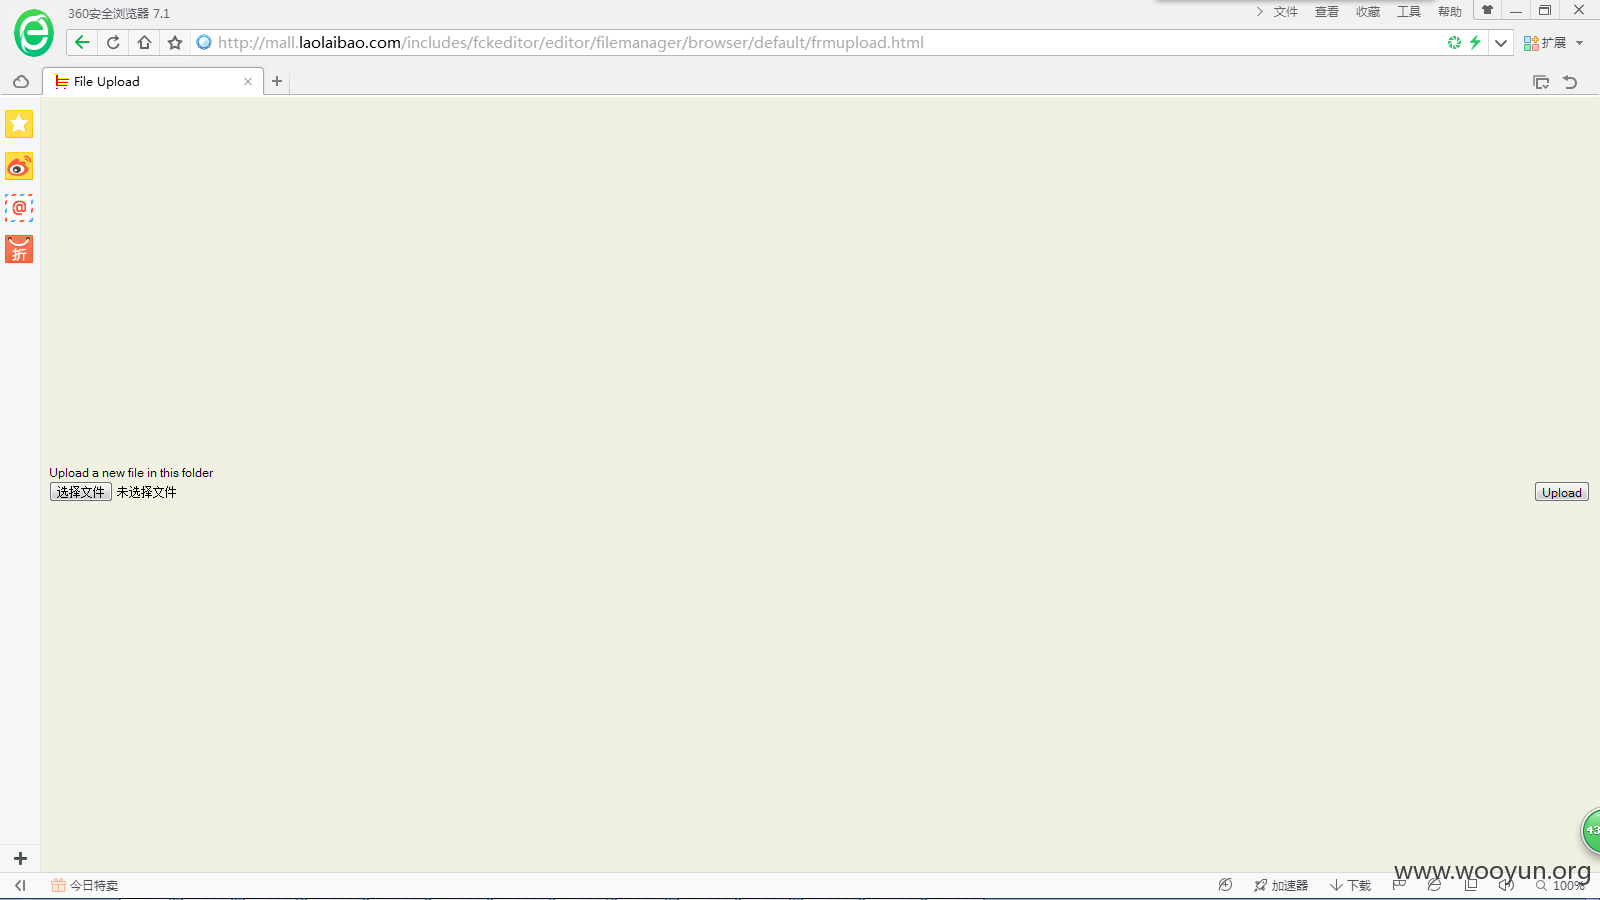 360安全浏览器 7.1
文件 查看 收藏 工具 帮助
http://mall.laolaibao.com/includes/fckeditor/editor/filemanager/browser/default/frmupload.html
扩展
File Upload
@
折
Upload a new file in this folder
选择文件 未选择文件
Upload
43
www.wooyun.org
今日特卖
加速器
下载
100%